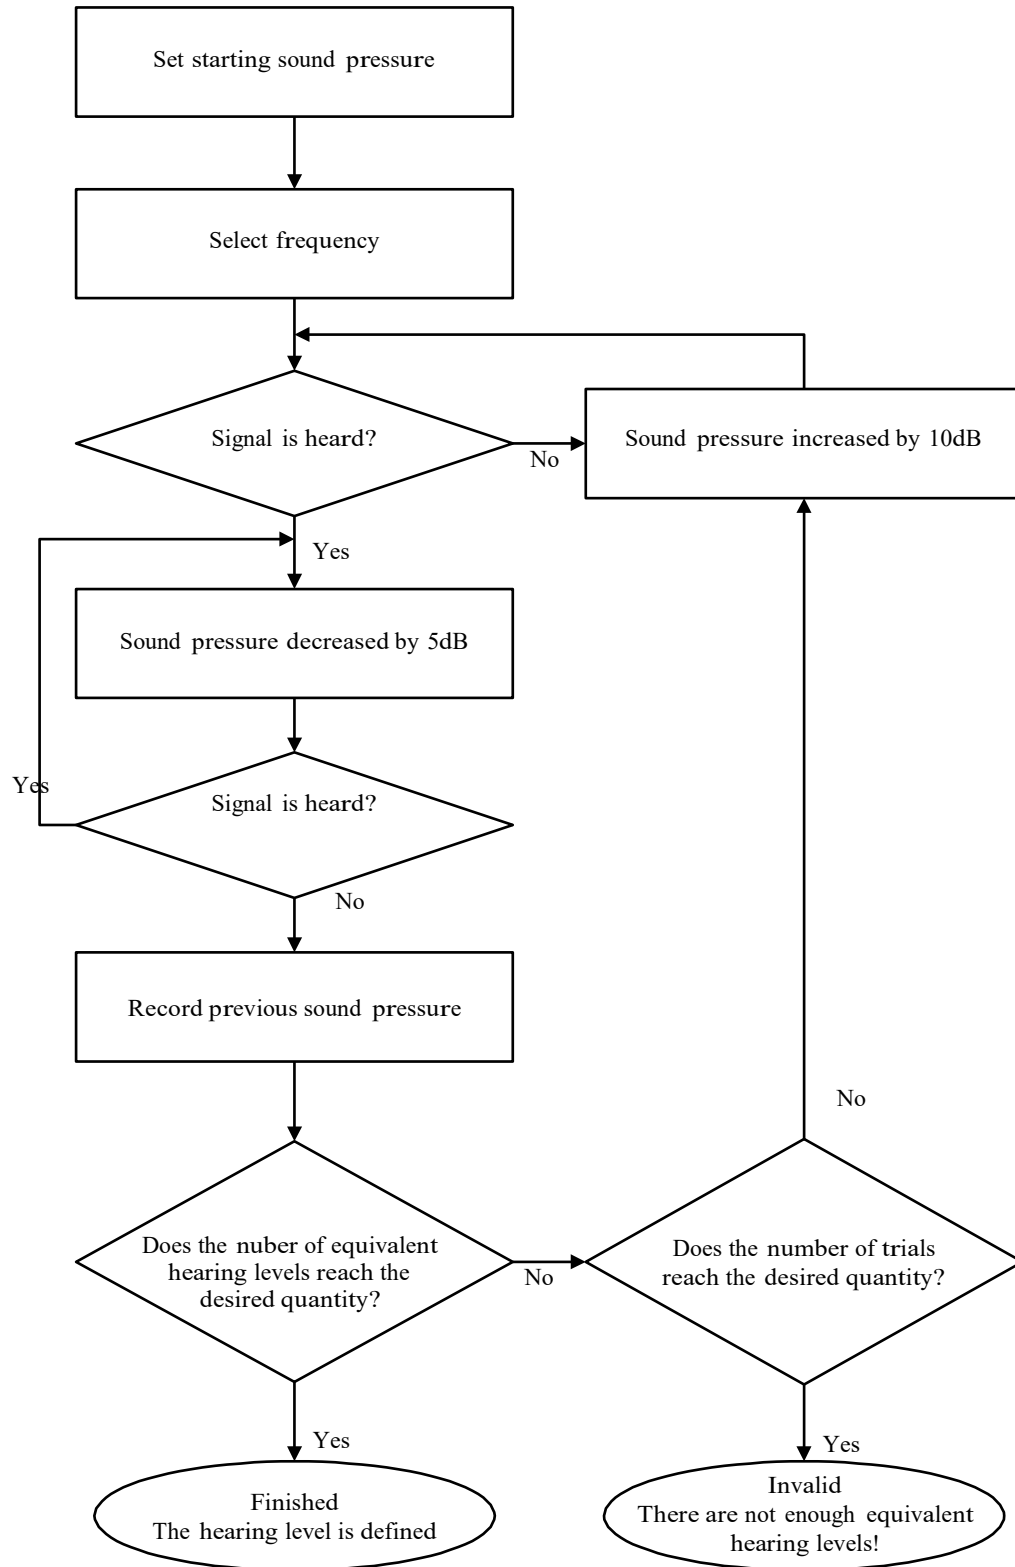 Set starting sound pressure
Select frequency
Signal is heard?
No
Sound pressure increased by 10dB
Yes
Sound pressure decreased by 5dB
Yes
Signal is heard?
No
Record previous sound pressure
No
Does the nuber of equivalent
hearing levels reach the
desired quantity?
No
Does the number of trials
reach the desired quantity?
Yes
Yes
Finished
The hearing level is defined
Invalid
There are not enough equivalent
hearing levels!